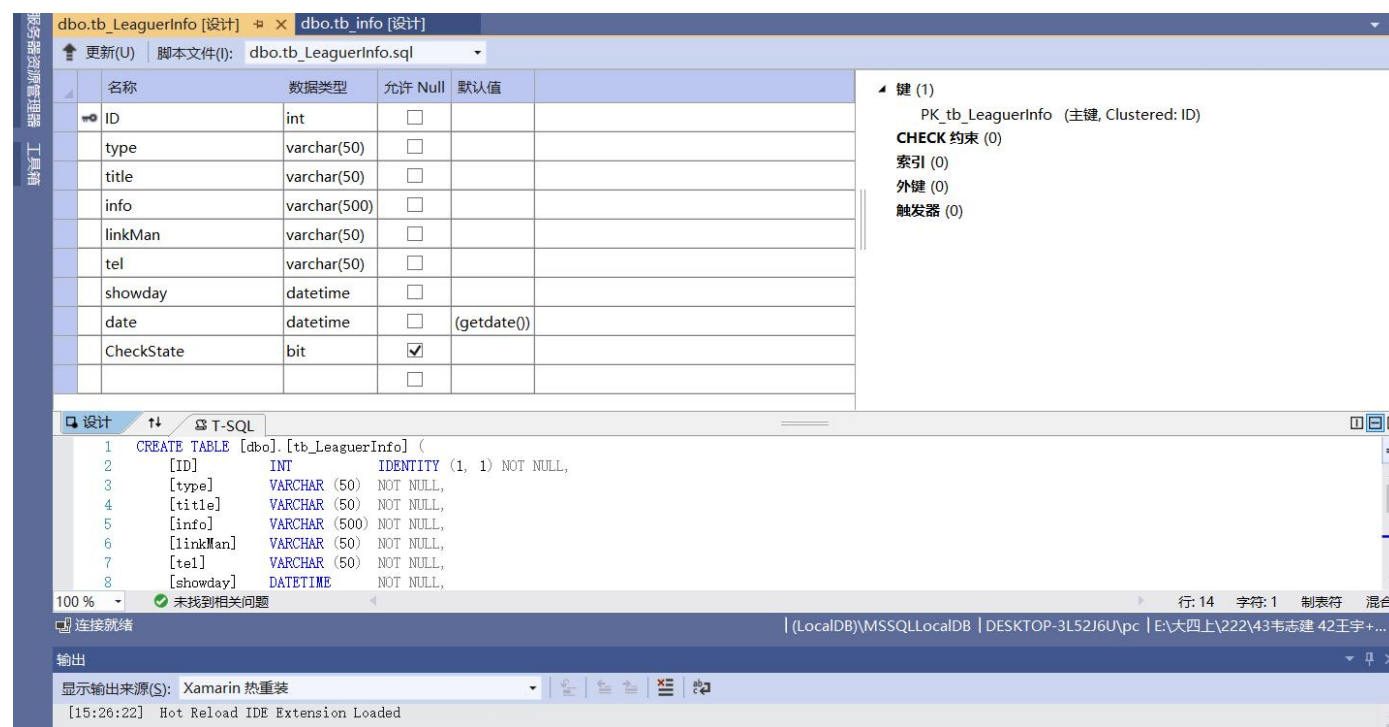 服务器资源管理器
工具箱
dbo.tb_LeaguerInfo [设计] dbo.tb_info [设计]
更新(U) 脚本文件(I): dbo.tb_LeaguerInfo.sql
名称 数据类型 允许 Null 默认值
ID int
type varchar(50)
title varchar(50)
info varchar(500)
linkMan varchar(50)
tel varchar(50)
showday datetime
date datetime (getdate())
CheckState bit
键 (1)
PK_tb_LeaguerInfo (主键, Clustered: ID)
CHECK 约束 (0)
索引 (0)
外键 (0)
触发器 (0)
设计 T-SQL
1 CREATE TABLE [dbo].[tb_LeaguerInfo] (
2 [ID] INT IDENTITY (1, 1) NOT NULL,
3 [type] VARCHAR (50) NOT NULL,
4 [title] VARCHAR (50) NOT NULL,
5 [info] VARCHAR (500) NOT NULL,
6 [linkMan] VARCHAR (50) NOT NULL,
7 [tel] VARCHAR (50) NOT NULL,
8 [showday] DATETIME NOT NULL,
100 % 未找到相关问题 行: 14 字符: 1 制表符 混合
连接就绪 (LocalDB)\MSSQLLocalDB DESKTOP-3L52J6U\pc E:\大四上\222\43韦志建 42王宇+...
输出
显示输出来源(S): Xamarin 热重装
[15:26:22] Hot Reload IDE Extension Loaded